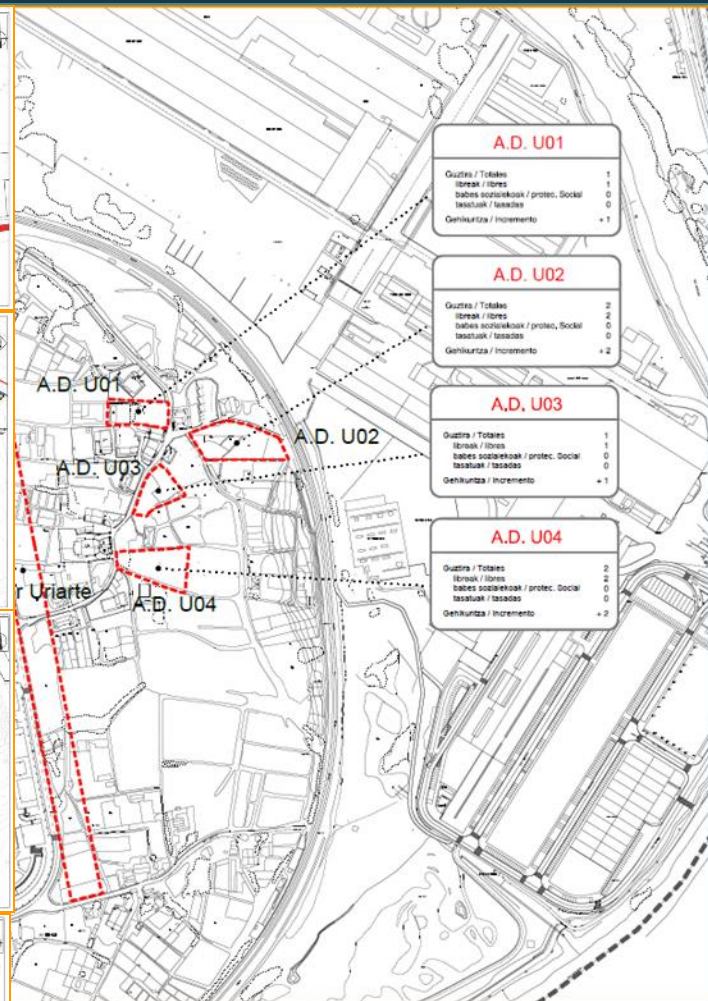 A.D. U01
Guztira / Totales 1
libreak / libres 1
babes sozialekoak / protec. Social 0
tasatuak / tasadas 0
Gehikuntza / Incremento + 1
A.D. U02
Guztira / Totales 2
libreak / libres 2
babes sozialekoak / protec. Social 0
tasatuak / tasadas 0
Gehikuntza / Incremento + 2
A.D. U03
Guztira / Totales 1
libreak / libres 1
babes sozialekoak / protec. Social 0
tasatuak / tasadas 0
Gehikuntza / Incremento + 1
A.D. U04
Guztira / Totales 2
libreak / libres 2
babes sozialekoak / protec. Social 0
tasatuak / tasadas 0
Gehikuntza / Incremento + 2
A.D. U01
A.D. U02
A.D. U03
Uriarte
A.D. U04